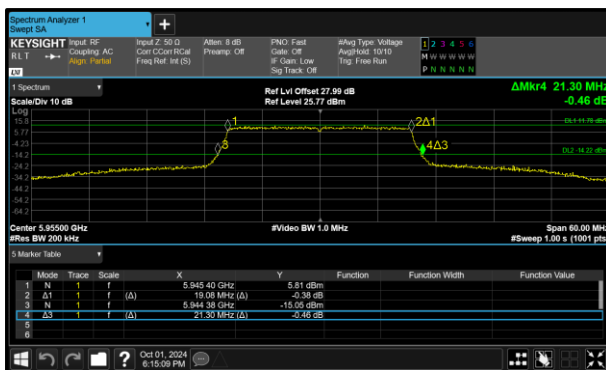 Spectrum Analyzer 1
Swept SA
KEYSIGHT Input: RF Input Z: 50 Ω Atten: 8 dB PNO: Fast #Avg Type: Voltage 1 2 3 4 5 6
RLT Coupling: AC Corr CCorr RCal Preamp: Off Gate: Off Avg|Hold: 10/10 M W W W W W
Align: Partial Freq Ref: Int (S) IF Gain: Low Trig: Free Run P N N N N N
Sig Track: Off
1 Spectrum
Ref Lvl Offset 27.99 dB ΔMkr4 21.30 MHz
Scale/Div 10 dB Ref Level 25.77 dBm -0.46 dB
Log
15.8
5.77
-4.23
-14.2
-24.2
-34.2
-44.2
-54.2
-64.2
1
2Δ1
3
4Δ3
DL1 11.78 dBm
DL2 -14.22 dBm
Center 5.95500 GHz #Video BW 1.0 MHz Span 60.00 MHz
#Res BW 200 kHz #Sweep 1.00 s (1001 pts)
5 Marker Table
Mode Trace Scale X Y Function Function Width Function Value
1 N 1 f 5.945 40 GHz 5.81 dBm
2 Δ1 1 f (Δ) 19.08 MHz (Δ) -0.38 dB
3 N 1 f 5.944 38 GHz -15.05 dBm
4 Δ3 1 f (Δ) 21.30 MHz (Δ) -0.46 dB
5
6
? Oct 01, 2024
6:15:09 PM